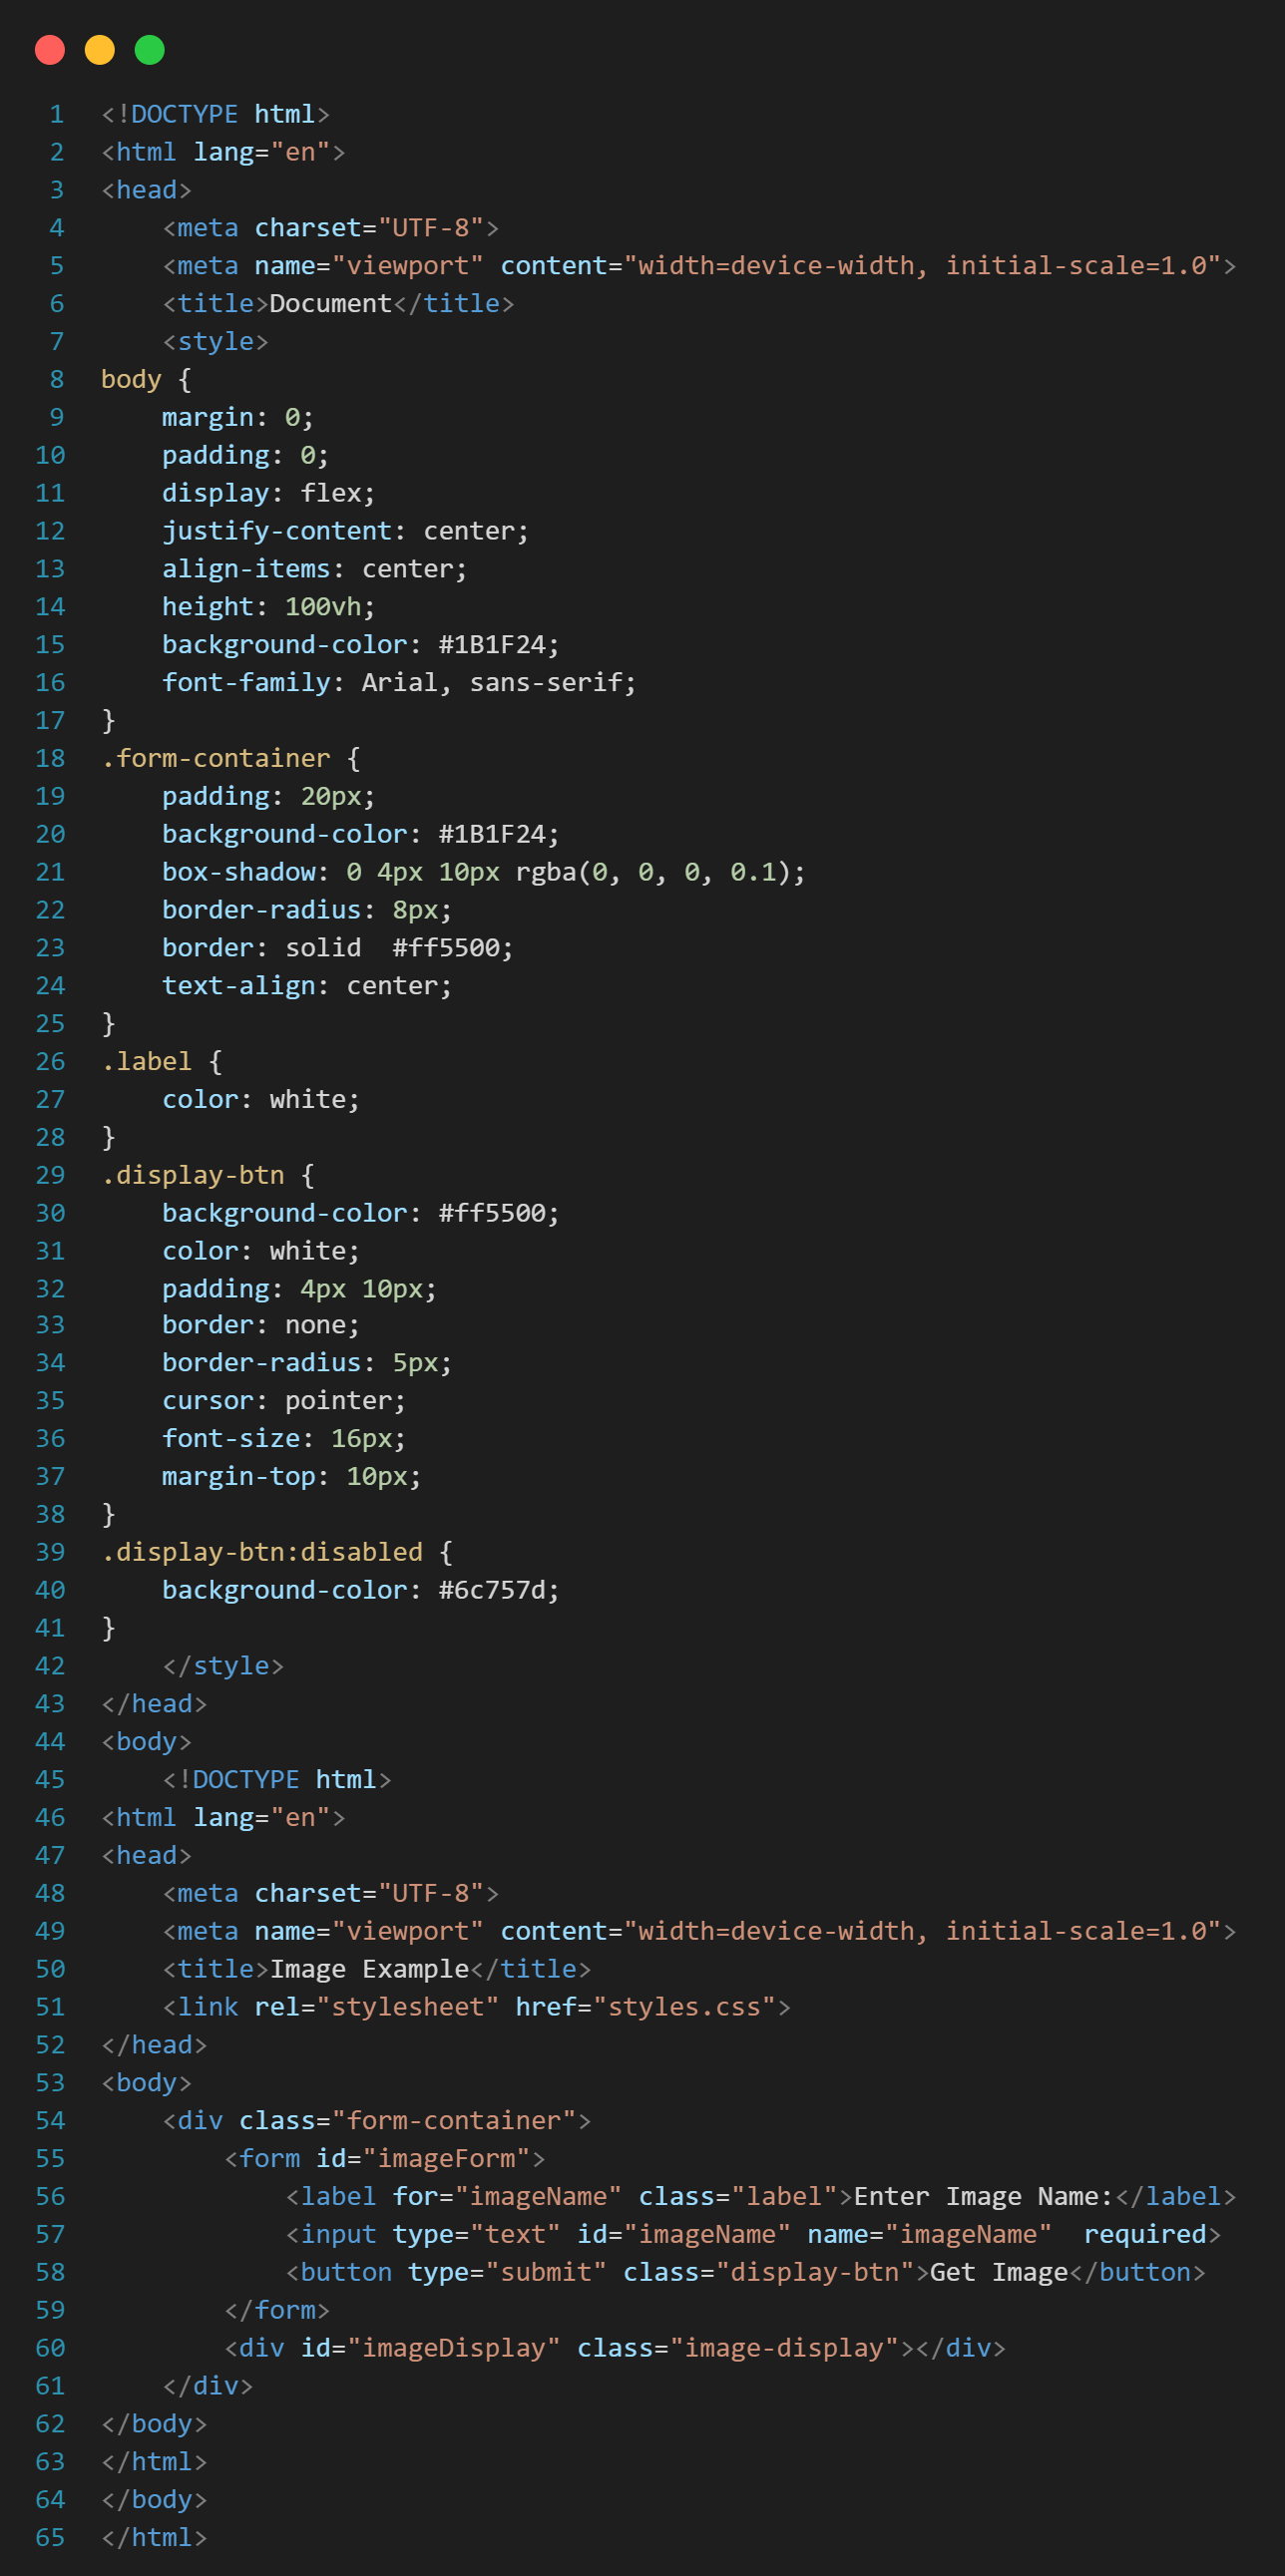 1 <!DOCTYPE html>
2 <html lang="en">
3 <head>
4     <meta charset="UTF-8">
5     <meta name="viewport" content="width=device-width, initial-scale=1.0">
6     <title>Document</title>
7     <style>
8 body {
9     margin: 0;
10     padding: 0;
11     display: flex;
12     justify-content: center;
13     align-items: center;
14     height: 100vh;
15     background-color: #1B1F24;
16     font-family: Arial, sans-serif;
17 }
18 .form-container {
19     padding: 20px;
20     background-color: #1B1F24;
21     box-shadow: 0 4px 10px rgba(0, 0, 0, 0.1);
22     border-radius: 8px;
23     border: solid  #ff5500;
24     text-align: center;
25 }
26 .label {
27     color: white;
28 }
29 .display-btn {
30     background-color: #ff5500;
31     color: white;
32     padding: 4px 10px;
33     border: none;
34     border-radius: 5px;
35     cursor: pointer;
36     font-size: 16px;
37     margin-top: 10px;
38 }
39 .display-btn:disabled {
40     background-color: #6c757d;
41 }
42     </style>
43 </head>
44 <body>
45     <!DOCTYPE html>
46 <html lang="en">
47 <head>
48     <meta charset="UTF-8">
49     <meta name="viewport" content="width=device-width, initial-scale=1.0">
50     <title>Image Example</title>
51     <link rel="stylesheet" href="styles.css">
52 </head>
53 <body>
54     <div class="form-container">
55         <form id="imageForm">
56             <label for="imageName" class="label">Enter Image Name:</label>
57             <input type="text" id="imageName" name="imageName"  required>
58             <button type="submit" class="display-btn">Get Image</button>
59         </form>
60         <div id="imageDisplay" class="image-display"></div>
61     </div>
62 </body>
63 </html>
64 </body>
65 </html>